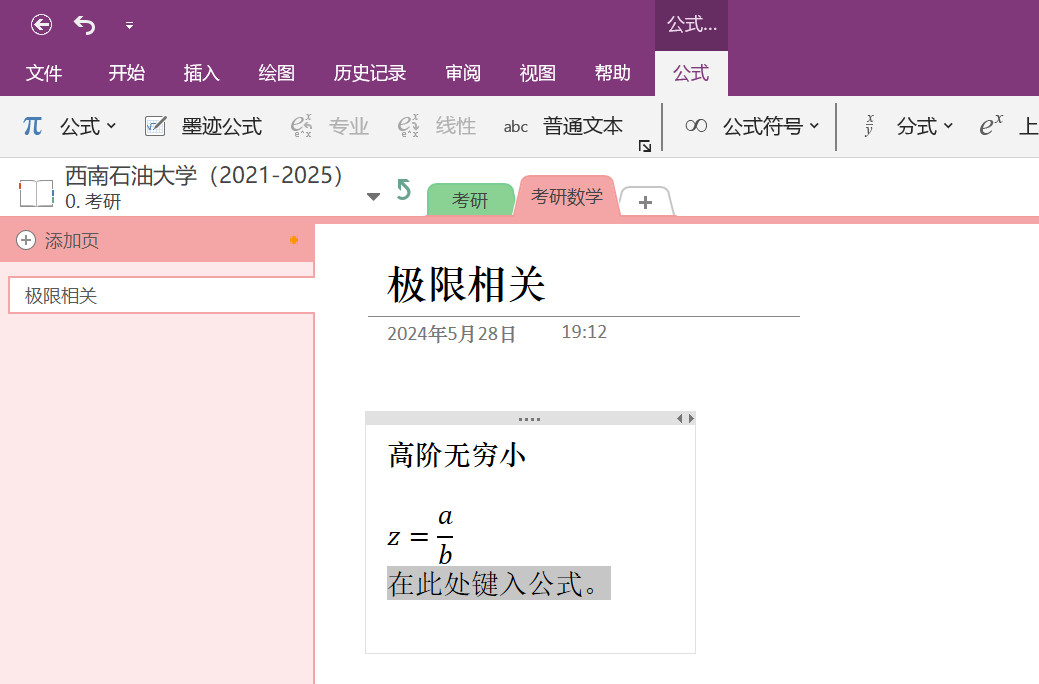 公式...
文件 开始 插入 绘图 历史记录 审阅 视图 帮助 公式
π 公式 墨迹公式 专业 线性 abc 普通文本 ∞ 公式符号 x/y 分式 e^x 上
西南石油大学（2021-2025）
0. 考研
考研 考研数学 +
添加页
极限相关
极限相关
2024年5月28日 19:12
高阶无穷小
z = a/b
在此处键入公式。